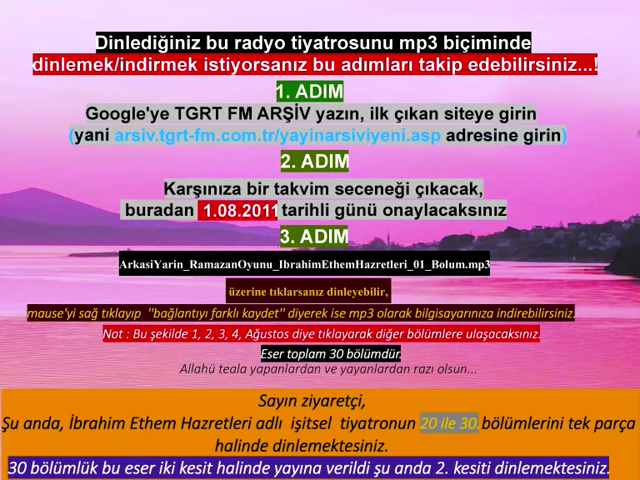 Dinlediğiniz bu radyo tiyatrosunu mp3 biçiminde
dinlemek/indirmek istiyorsanız bu adımları takip edebilirsiniz...!
1. ADIM
Google'ye TGRT FM ARŞİV yazın, ilk çıkan siteye girin
(yani arsiv.tgrt-fm.com.tr/yayinarsiviyeni.asp adresine girin)
2. ADIM
Karşınıza bir takvim seceneği çıkacak,
buradan 1.08.2011 tarihli günü onaylacaksınız
3. ADIM
ArkasiYarin_RamazanOyunu_IbrahimEthemHazretleri_01_Bolum.mp3
üzerine tıklarsanız dinleyebilir,
mause'yi sağ tıklayıp "bağlantıyı farklı kaydet" diyerek ise mp3 olarak bilgisayarınıza indirebilirsiniz.
Not : Bu şekilde 1, 2, 3, 4, Ağustos diye tıklayarak diğer bölümlere ulaşacaksınız.
Eser toplam 30 bölümdür.
Allahü teala yapanlardan ve yayanlardan razı olsun...
Sayın ziyaretçi,
Şu anda, İbrahim Ethem Hazretleri adlı işitsel tiyatronun 20 ile 30 bölümlerini tek parça
halinde dinlemektesiniz.
30 bölümlük bu eser iki kesit halinde yayına verildi şu anda 2. kesiti dinlemektesiniz.